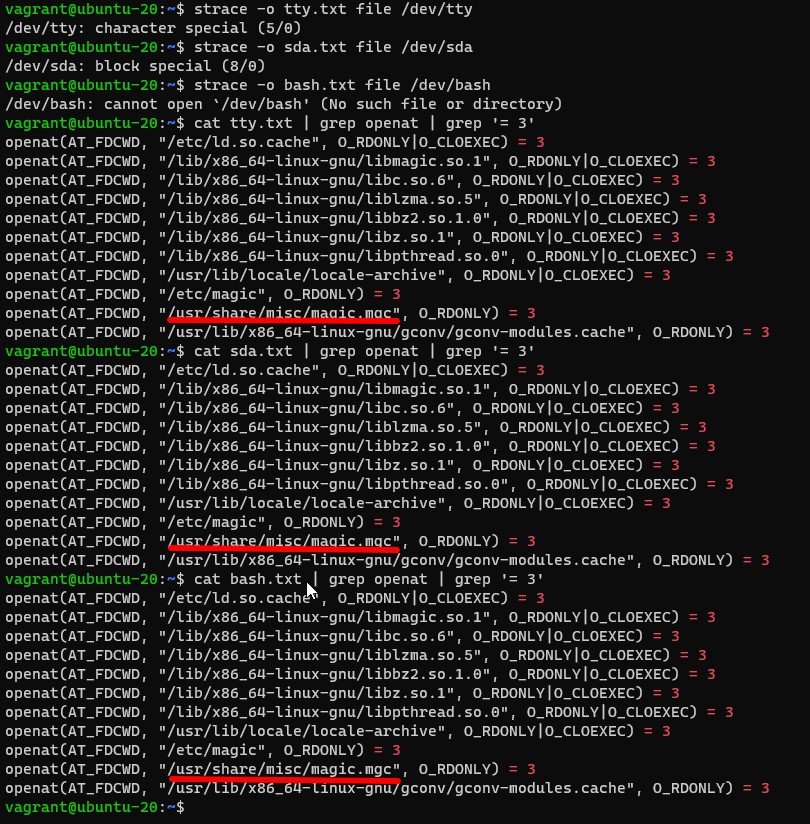 vagrant@ubuntu-20:~$ strace -o tty.txt file /dev/tty
/dev/tty: character special (5/0)
vagrant@ubuntu-20:~$ strace -o sda.txt file /dev/sda
/dev/sda: block special (8/0)
vagrant@ubuntu-20:~$ strace -o bash.txt file /dev/bash
/dev/bash: cannot open `/dev/bash' (No such file or directory)
vagrant@ubuntu-20:~$ cat tty.txt | grep openat | grep '= 3'
openat(AT_FDCWD, "/etc/ld.so.cache", O_RDONLY|O_CLOEXEC) = 3
openat(AT_FDCWD, "/lib/x86_64-linux-gnu/libmagic.so.1", O_RDONLY|O_CLOEXEC) = 3
openat(AT_FDCWD, "/lib/x86_64-linux-gnu/libc.so.6", O_RDONLY|O_CLOEXEC) = 3
openat(AT_FDCWD, "/lib/x86_64-linux-gnu/liblzma.so.5", O_RDONLY|O_CLOEXEC) = 3
openat(AT_FDCWD, "/lib/x86_64-linux-gnu/libbz2.so.1.0", O_RDONLY|O_CLOEXEC) = 3
openat(AT_FDCWD, "/lib/x86_64-linux-gnu/libz.so.1", O_RDONLY|O_CLOEXEC) = 3
openat(AT_FDCWD, "/lib/x86_64-linux-gnu/libpthread.so.0", O_RDONLY|O_CLOEXEC) = 3
openat(AT_FDCWD, "/usr/lib/locale/locale-archive", O_RDONLY|O_CLOEXEC) = 3
openat(AT_FDCWD, "/etc/magic", O_RDONLY) = 3
openat(AT_FDCWD, "/usr/share/misc/magic.mgc", O_RDONLY) = 3
openat(AT_FDCWD, "/usr/lib/x86_64-linux-gnu/gconv/gconv-modules.cache", O_RDONLY) = 3
vagrant@ubuntu-20:~$ cat sda.txt | grep openat | grep '= 3'
openat(AT_FDCWD, "/etc/ld.so.cache", O_RDONLY|O_CLOEXEC) = 3
openat(AT_FDCWD, "/lib/x86_64-linux-gnu/libmagic.so.1", O_RDONLY|O_CLOEXEC) = 3
openat(AT_FDCWD, "/lib/x86_64-linux-gnu/libc.so.6", O_RDONLY|O_CLOEXEC) = 3
openat(AT_FDCWD, "/lib/x86_64-linux-gnu/liblzma.so.5", O_RDONLY|O_CLOEXEC) = 3
openat(AT_FDCWD, "/lib/x86_64-linux-gnu/libbz2.so.1.0", O_RDONLY|O_CLOEXEC) = 3
openat(AT_FDCWD, "/lib/x86_64-linux-gnu/libz.so.1", O_RDONLY|O_CLOEXEC) = 3
openat(AT_FDCWD, "/lib/x86_64-linux-gnu/libpthread.so.0", O_RDONLY|O_CLOEXEC) = 3
openat(AT_FDCWD, "/usr/lib/locale/locale-archive", O_RDONLY|O_CLOEXEC) = 3
openat(AT_FDCWD, "/etc/magic", O_RDONLY) = 3
openat(AT_FDCWD, "/usr/share/misc/magic.mgc", O_RDONLY) = 3
openat(AT_FDCWD, "/usr/lib/x86_64-linux-gnu/gconv/gconv-modules.cache", O_RDONLY) = 3
vagrant@ubuntu-20:~$ cat bash.txt | grep openat | grep '= 3'
openat(AT_FDCWD, "/etc/ld.so.cache", O_RDONLY|O_CLOEXEC) = 3
openat(AT_FDCWD, "/lib/x86_64-linux-gnu/libmagic.so.1", O_RDONLY|O_CLOEXEC) = 3
openat(AT_FDCWD, "/lib/x86_64-linux-gnu/libc.so.6", O_RDONLY|O_CLOEXEC) = 3
openat(AT_FDCWD, "/lib/x86_64-linux-gnu/liblzma.so.5", O_RDONLY|O_CLOEXEC) = 3
openat(AT_FDCWD, "/lib/x86_64-linux-gnu/libbz2.so.1.0", O_RDONLY|O_CLOEXEC) = 3
openat(AT_FDCWD, "/lib/x86_64-linux-gnu/libz.so.1", O_RDONLY|O_CLOEXEC) = 3
openat(AT_FDCWD, "/lib/x86_64-linux-gnu/libpthread.so.0", O_RDONLY|O_CLOEXEC) = 3
openat(AT_FDCWD, "/usr/lib/locale/locale-archive", O_RDONLY|O_CLOEXEC) = 3
openat(AT_FDCWD, "/etc/magic", O_RDONLY) = 3
openat(AT_FDCWD, "/usr/share/misc/magic.mgc", O_RDONLY) = 3
openat(AT_FDCWD, "/usr/lib/x86_64-linux-gnu/gconv/gconv-modules.cache", O_RDONLY) = 3
vagrant@ubuntu-20:~$